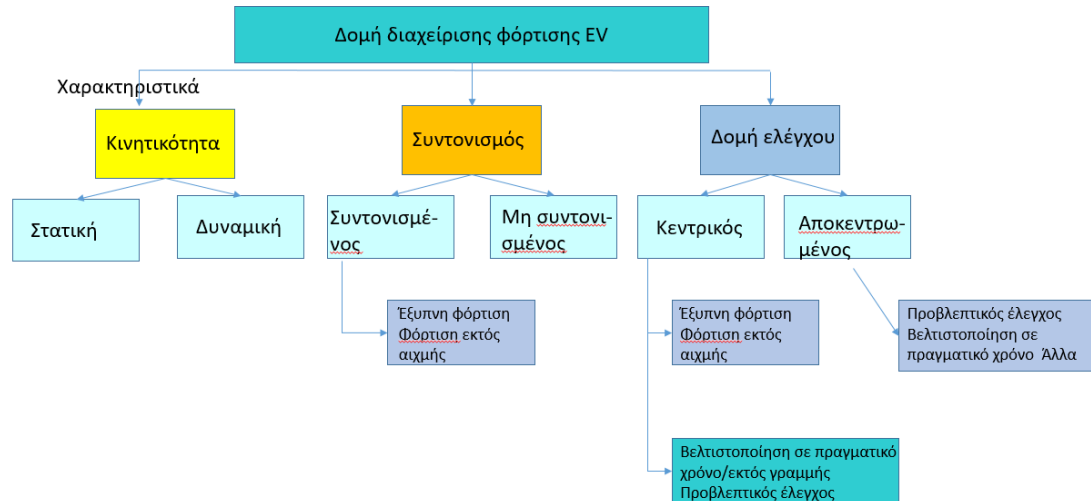 Δομή διαχείρισης φόρτισης EV
Χαρακτηριστικά
Κινητικότητα
Συντονισμός
Δομή ελέγχου
Στατική
Δυναμική
Συντονισμέ-
νος
Μη συντονι-
σμένος
Κεντρικός
Αποκεντρω-
μένος
Έξυπνη φόρτιση
Φόρτιση εκτός
αιχμής
Έξυπνη φόρτιση
Φόρτιση εκτός
αιχμής
Προβλεπτικός έλεγχος
Βελτιστοποίηση σε
πραγματικό χρόνο Άλλα
Βελτιστοποίηση σε πραγματικό
χρόνο/εκτός γραμμής
Προβλεπτικός έλεγχος